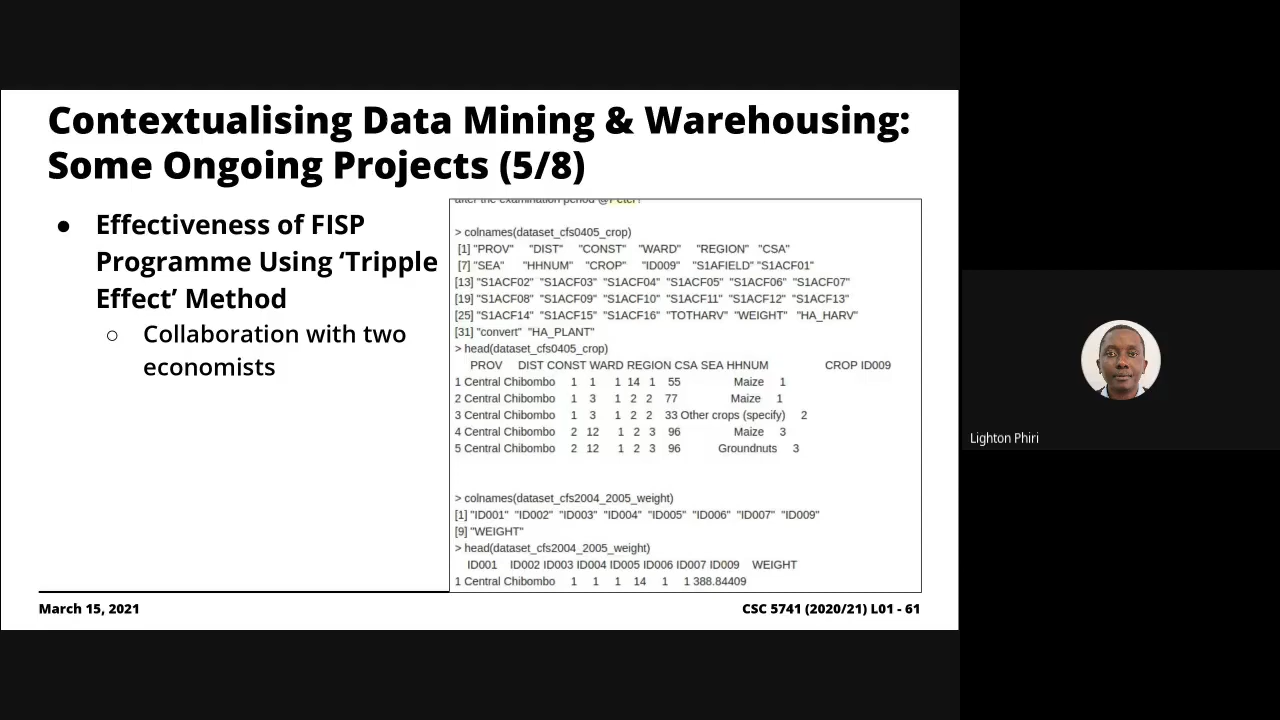 Contextualising Data Mining & Warehousing:
Some Ongoing Projects (5/8)
● Effectiveness of FISP
Programme Using ‘Tripple
Effect’ Method
○ Collaboration with two
economists
after the examination period @Peter!
> colnames(dataset_cfs0405_crop)
[1] "PROV" "DIST" "CONST" "WARD" "REGION" "CSA"
[7] "SEA" "HHNUM" "CROP" "ID009" "S1AFIELD" "S1ACF01"
[13] "S1ACF02" "S1ACF03" "S1ACF04" "S1ACF05" "S1ACF06" "S1ACF07"
[19] "S1ACF08" "S1ACF09" "S1ACF10" "S1ACF11" "S1ACF12" "S1ACF13"
[25] "S1ACF14" "S1ACF15" "S1ACF16" "TOTHARV" "WEIGHT" "HA_HARV"
[31] "convert" "HA_PLANT"
> head(dataset_cfs0405_crop)
PROV DIST CONST WARD REGION CSA SEA HHNUM CROP ID009
1 Central Chibombo 1 1 1 14 1 55 Maize 1
2 Central Chibombo 1 3 1 2 2 77 Maize 1
3 Central Chibombo 1 3 1 2 2 33 Other crops (specify) 2
4 Central Chibombo 2 12 1 2 3 96 Maize 3
5 Central Chibombo 2 12 1 2 3 96 Groundnuts 3
> colnames(dataset_cfs2004_2005_weight)
[1] "ID001" "ID002" "ID003" "ID004" "ID005" "ID006" "ID007" "ID009"
[9] "WEIGHT"
> head(dataset_cfs2004_2005_weight)
ID001 ID002 ID003 ID004 ID005 ID006 ID007 ID009 WEIGHT
1 Central Chibombo 1 1 1 14 1 1 388.84409
March 15, 2021
CSC 5741 (2020/21) L01 - 61
Lighton Phiri